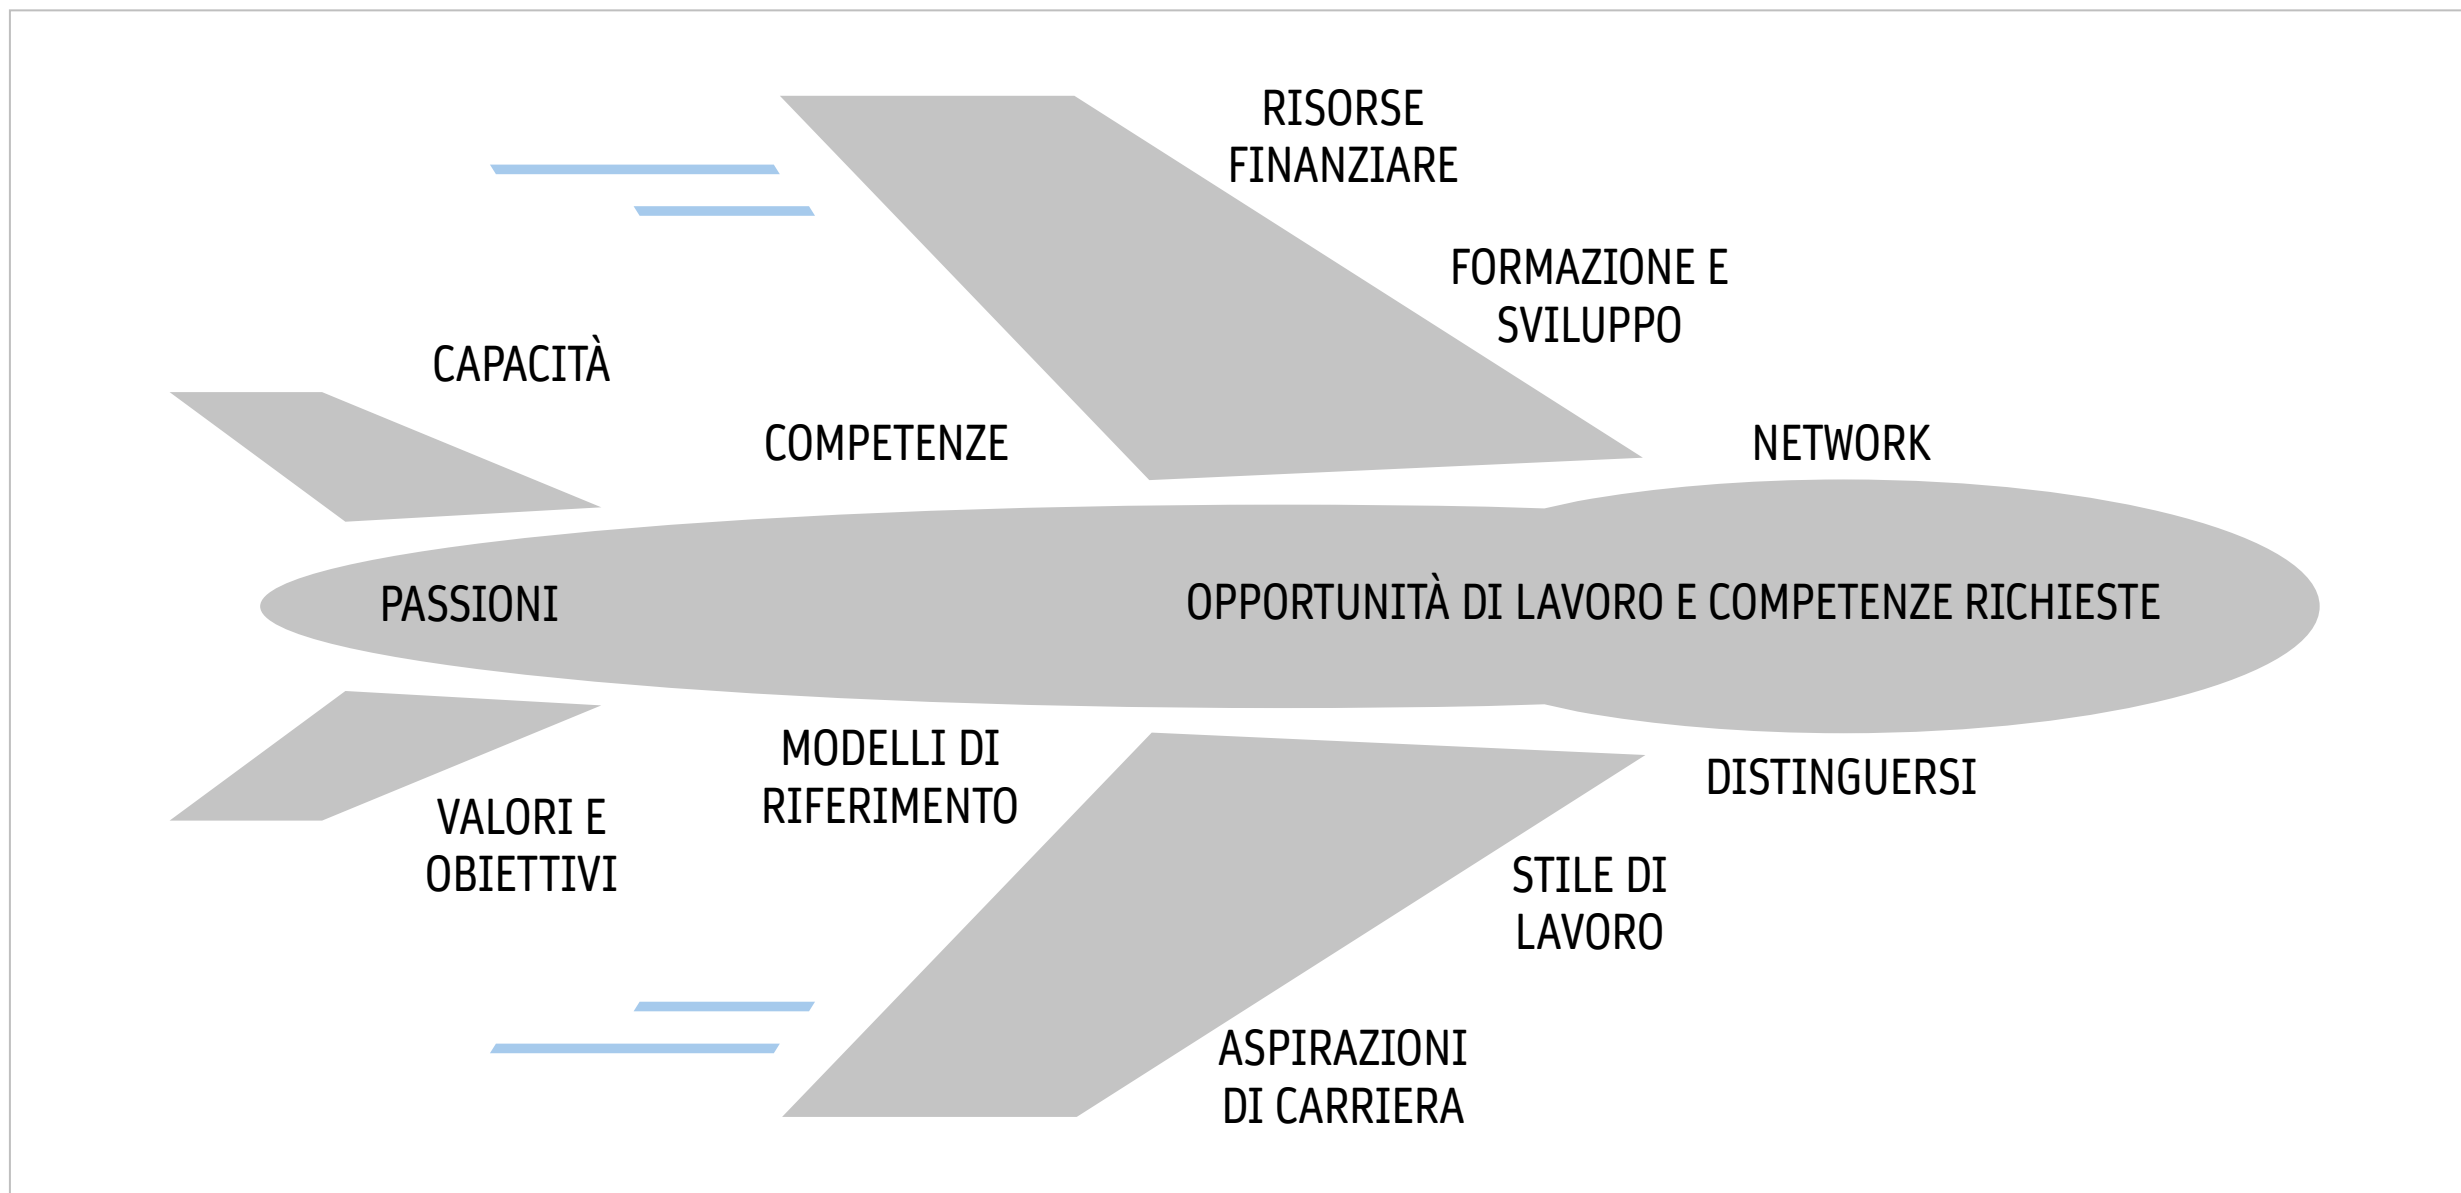 RISORSE
FINANZIARE
FORMAZIONE E
SVILUPPO
CAPACITÀ
COMPETENZE
NETWORK
PASSIONI
OPPORTUNITÀ DI LAVORO E COMPETENZE RICHIESTE
MODELLI DI
RIFERIMENTO
DISTINGUERSI
VALORI E
OBIETTIVI
STILE DI
LAVORO
ASPIRAZIONI
DI CARRIERA